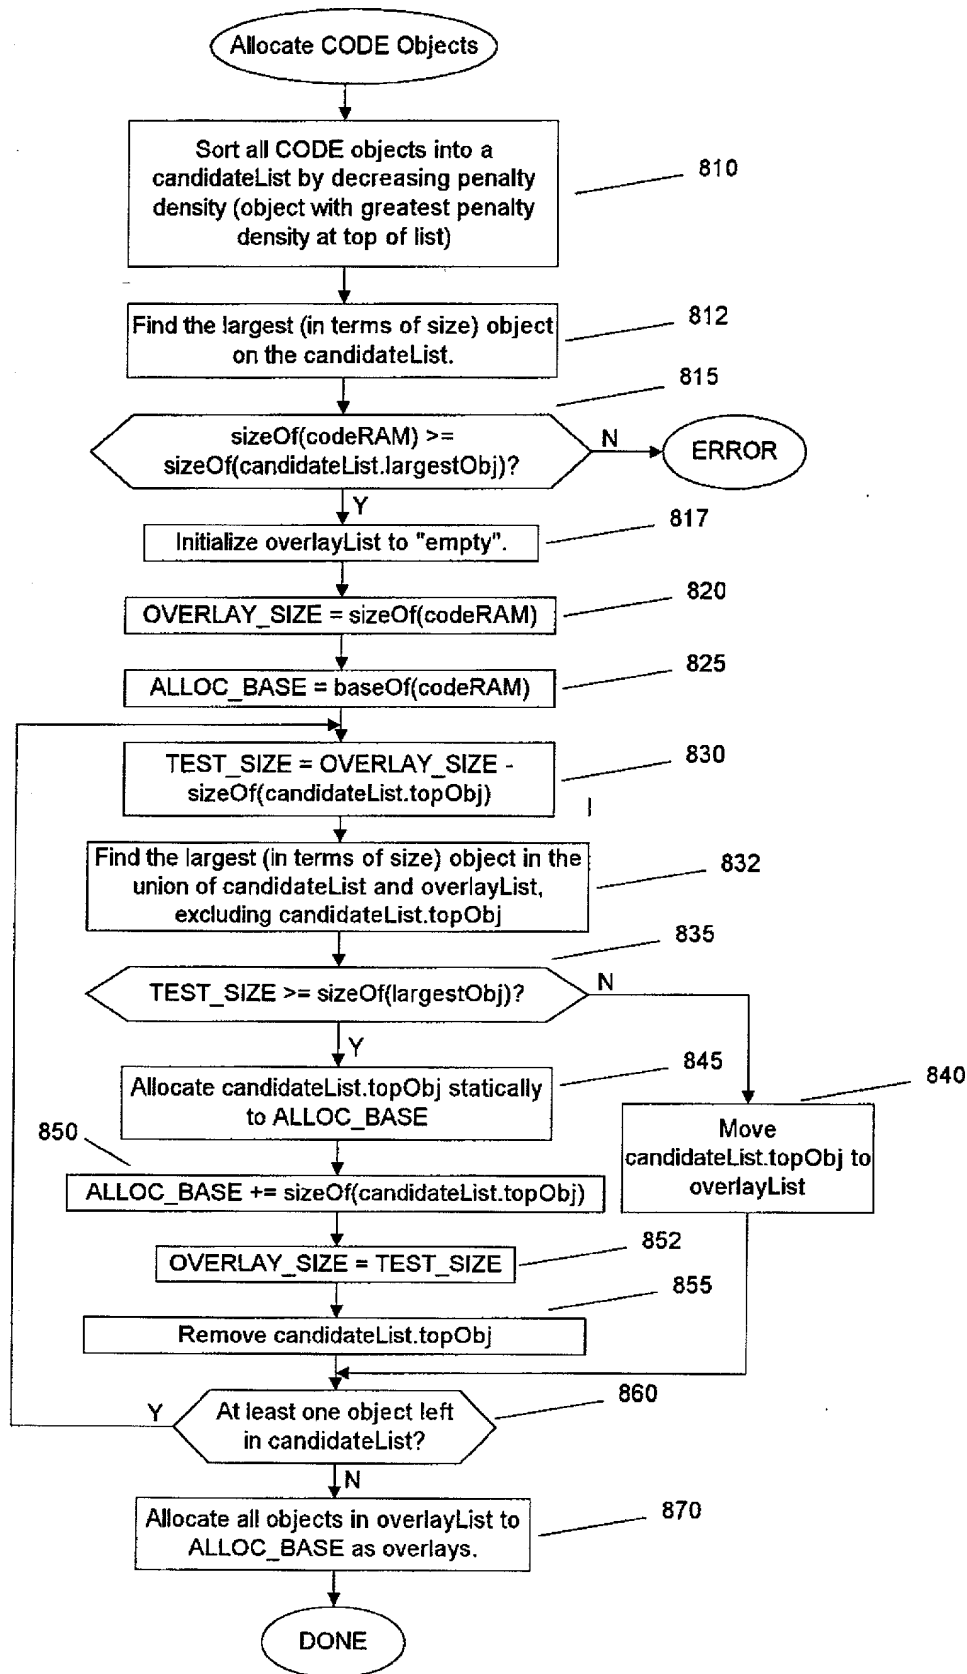 Allocate CODE Objects
Sort all CODE objects into a
candidateList by decreasing penalty
density (object with greatest penalty
density at top of list)
810
Find the largest (in terms of size) object
on the candidateList.
812
815
sizeOf(codeRAM) >=
sizeOf(candidateList.largestObj)?
N
ERROR
Y
817
Initialize overlayList to "empty".
820
OVERLAY_SIZE = sizeOf(codeRAM)
825
ALLOC_BASE = baseOf(codeRAM)
TEST_SIZE = OVERLAY_SIZE -
sizeOf(candidateList.topObj)
830
Find the largest (in terms of size) object in the
union of candidateList and overlayList,
excluding candidateList.topObj
832
835
TEST_SIZE >= sizeOf(largestObj)?
N
Y
845
Allocate candidateList.topObj statically
to ALLOC_BASE
840
Move
candidateList.topObj to
overlayList
850
ALLOC_BASE += sizeOf(candidateList.topObj)
852
OVERLAY_SIZE = TEST_SIZE
855
Remove candidateList.topObj
860
At least one object left
in candidateList?
Y
N
Allocate all objects in overlayList to
ALLOC_BASE as overlays.
870
DONE